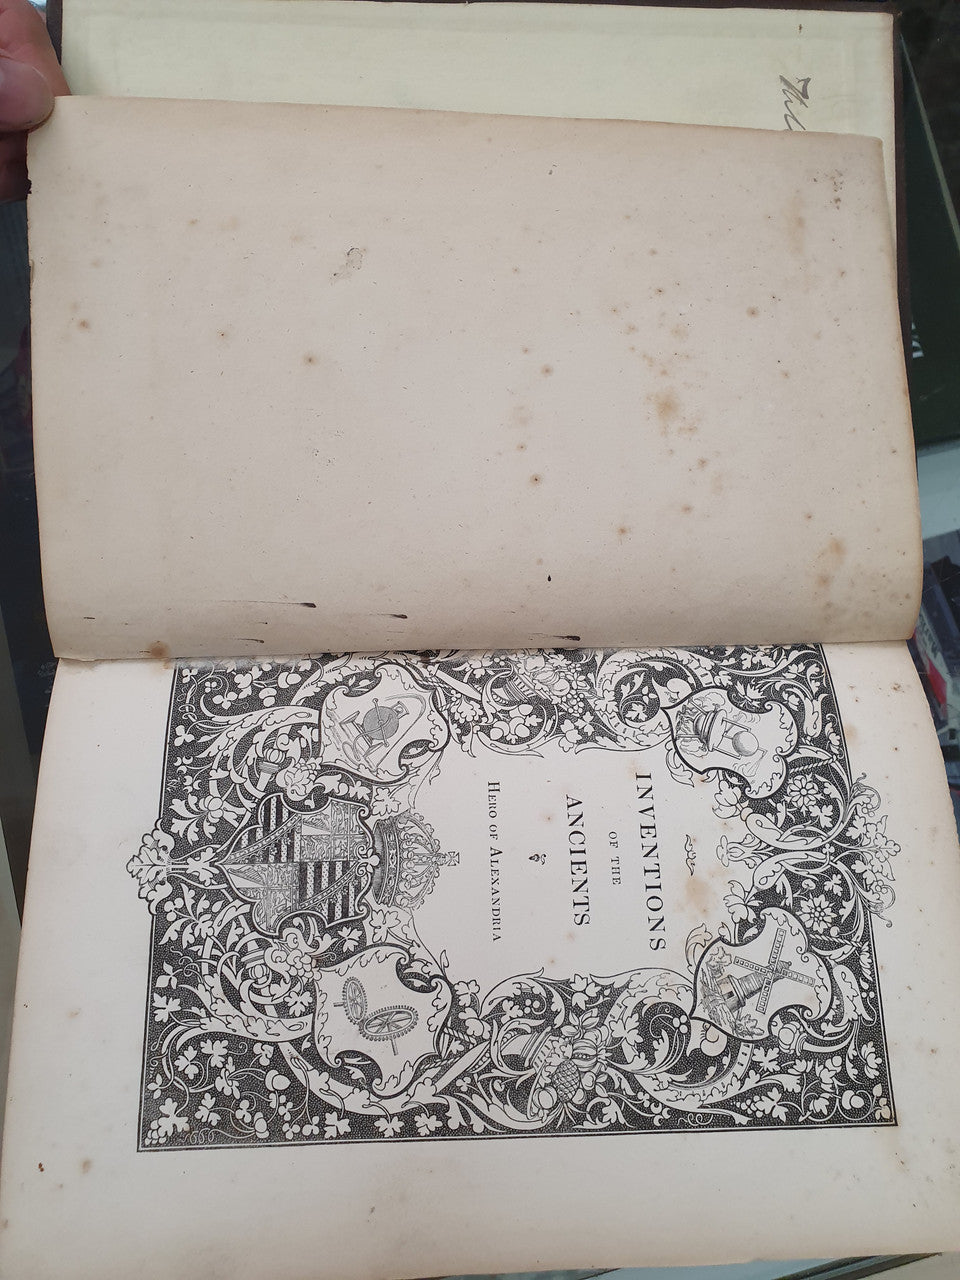 INVENTIONS
OF THE
ANCIENTS
HERO OF ALEXANDRIA